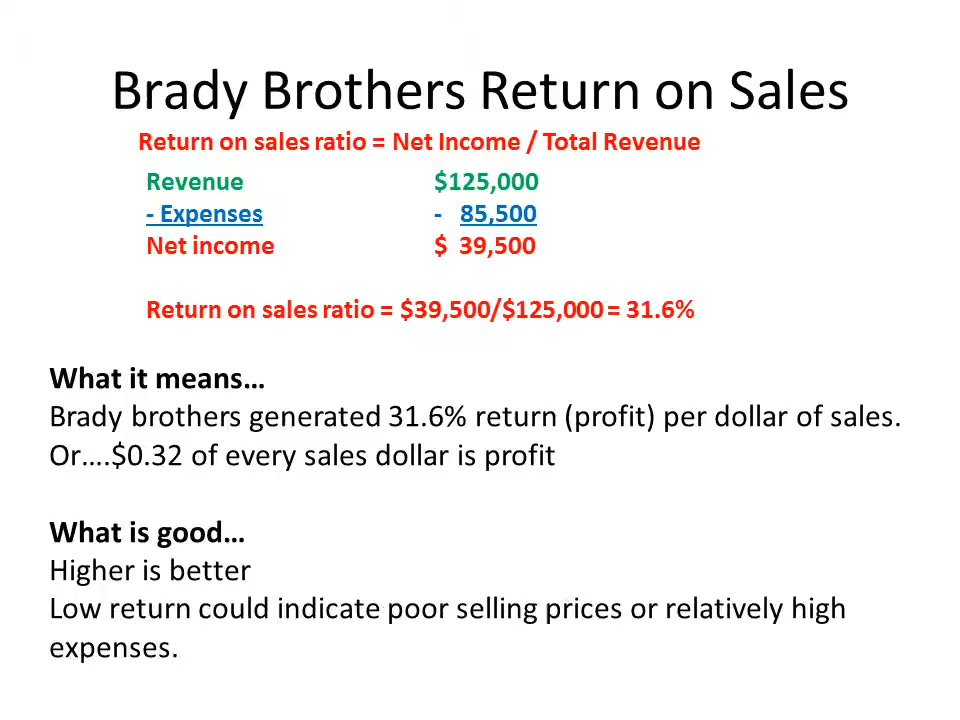 Brady Brothers Return on Sales
Return on sales ratio = Net Income / Total Revenue
Revenue $125,000
- Expenses - 85,500
Net income $ 39,500
Return on sales ratio = $39,500/$125,000 = 31.6%
What it means…
Brady brothers generated 31.6% return (profit) per dollar of sales.
Or….$0.32 of every sales dollar is profit
What is good…
Higher is better
Low return could indicate poor selling prices or relatively high
expenses.